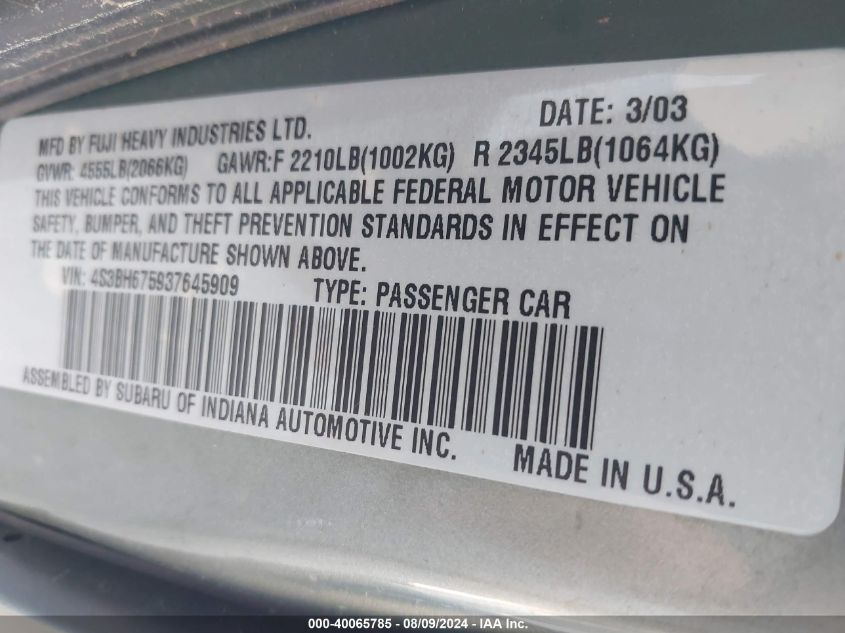 DATE: 3/03
MFD BY FUJI HEAVY INDUSTRIES LTD.
GVWR: 4555LB(2066KG) GAWR:F 2210LB(1002KG) R 2345LB(1064KG)
THIS VEHICLE CONFORMS TO ALL APPLICABLE FEDERAL MOTOR VEHICLE
SAFETY, BUMPER, AND THEFT PREVENTION STANDARDS IN EFFECT ON
THE DATE OF MANUFACTURE SHOWN ABOVE.
VIN: 4S3BH675937645909 TYPE: PASSENGER CAR
ASSEMBLED BY SUBARU OF INDIANA AUTOMOTIVE INC.
MADE IN U.S.A.
000-40065785 - 08/09/2024 - IAA Inc.